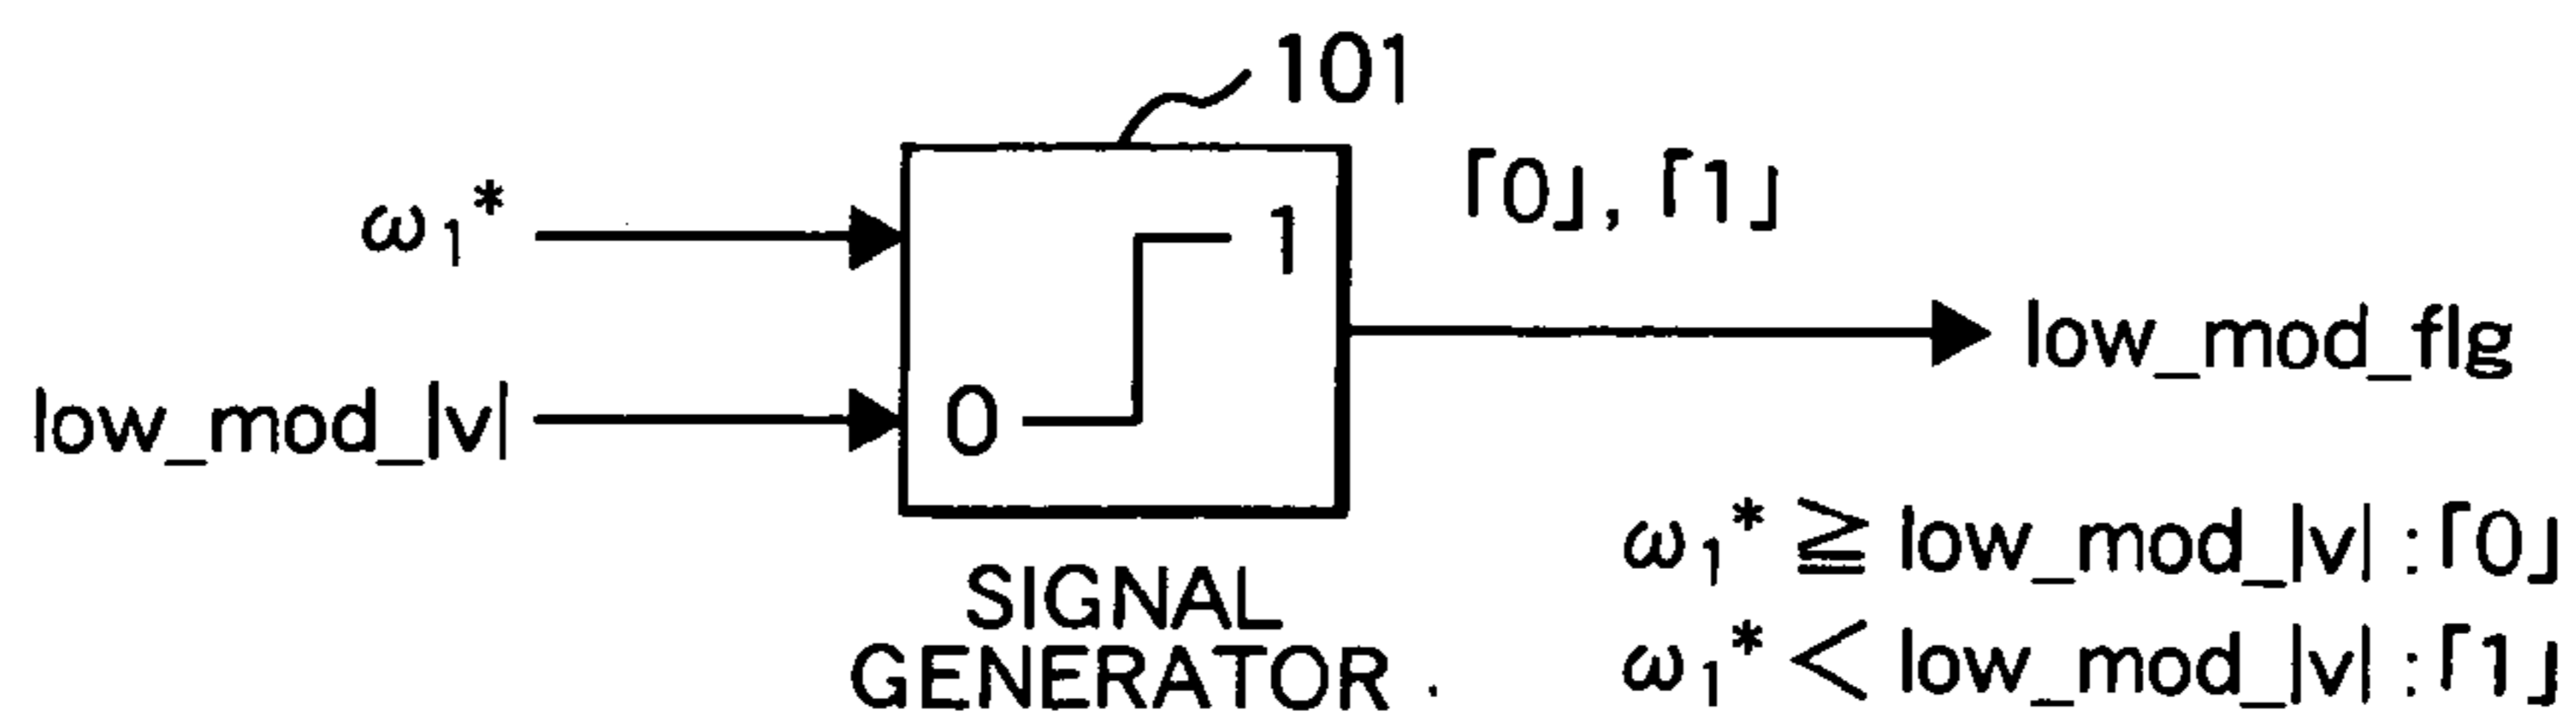 101
ω₁*
low_mod_|v|
0
1
「0」, 「1」
low_mod_flg
SIGNAL
GENERATOR
ω₁* ≧ low_mod_|v| : 「0」
ω₁* < low_mod_|v| : 「1」